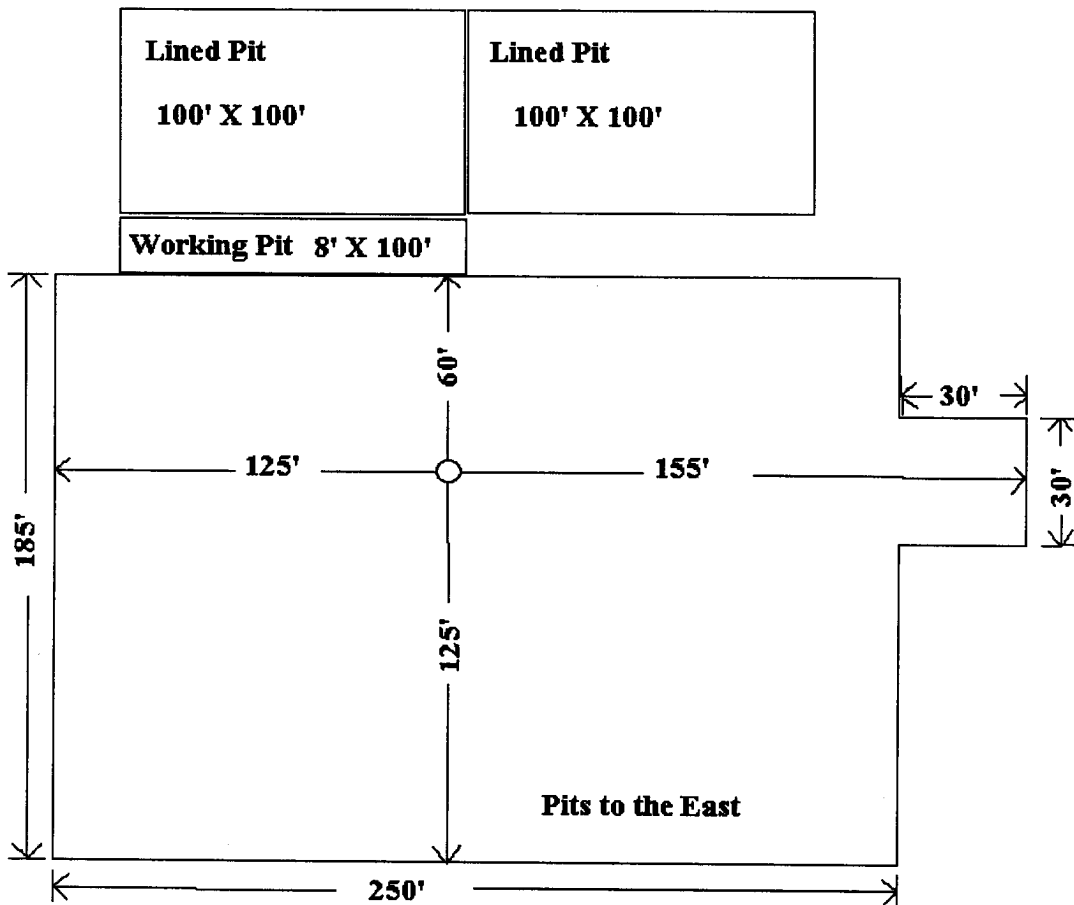 Lined Pit
100' X 100'
Lined Pit
100' X 100'
Working Pit 8' X 100'
60'
30'
125'
155'
30'
185'
125'
Pits to the East
250'